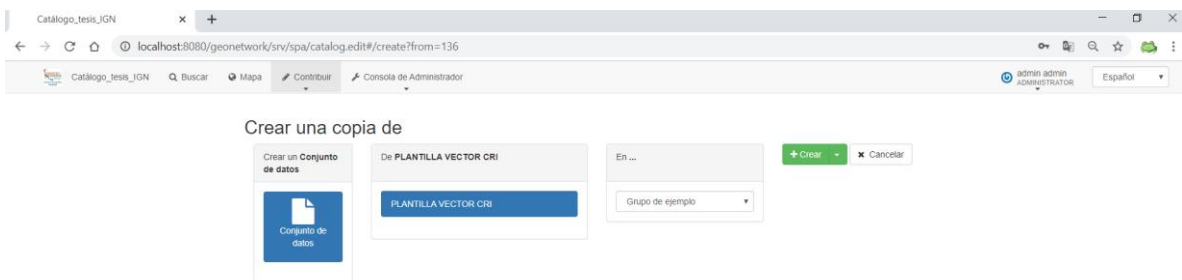 Catálogo_tesis_IGN
localhost:8080/geonetwork/srv/spa/catalog.edit#/create?from=136
Catálogo_tesis_IGN Buscar Mapa Contribuir Consola de Administrador admin admin ADMINISTRATOR Español
Crear una copia de
Crear un Conjunto de datos
De PLANTILLA VECTOR CRI
En ...
+ Crear
Cancelar
Conjunto de datos
PLANTILLA VECTOR CRI
Grupo de ejemplo